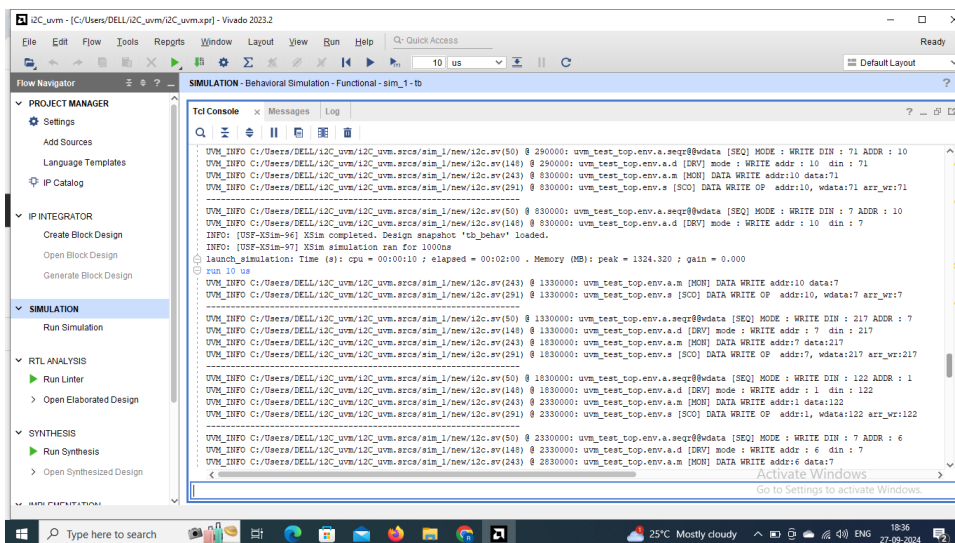 i2C_uvm - [C:/Users/DELL/i2C_uvm/i2C_uvm.xpr] - Vivado 2023.2
File Edit Flow Tools Reports Window Layout View Run Help Q- Quick Access Ready
10 us Default Layout
Flow Navigator ? _
SIMULATION - Behavioral Simulation - Functional - sim_1 - tb ?
PROJECT MANAGER
Settings
Add Sources
Language Templates
IP Catalog
IP INTEGRATOR
Create Block Design
Open Block Design
Generate Block Design
SIMULATION
Run Simulation
RTL ANALYSIS
Run Linter
Open Elaborated Design
SYNTHESIS
Run Synthesis
Open Synthesized Design
IMPLEMENTATION
Tcl Console × Messages Log ? _
UVM_INFO C:/Users/DELL/i2C_uvm/i2C_uvm.srcs/sim_1/new/i2c.sv(50) @ 290000: uvm_test_top.env.a.seqr@@wdata [SEQ] MODE : WRITE DIN : 71 ADDR : 10
UVM_INFO C:/Users/DELL/i2C_uvm/i2C_uvm.srcs/sim_1/new/i2c.sv(148) @ 290000: uvm_test_top.env.a.d [DRV] mode : WRITE addr : 10 din : 71
UVM_INFO C:/Users/DELL/i2C_uvm/i2C_uvm.srcs/sim_1/new/i2c.sv(243) @ 830000: uvm_test_top.env.a.m [MON] DATA WRITE addr:10 data:71
UVM_INFO C:/Users/DELL/i2C_uvm/i2C_uvm.srcs/sim_1/new/i2c.sv(291) @ 830000: uvm_test_top.env.s [SCO] DATA WRITE OP addr:10, wdata:71 arr_wr:71
----------------------------------------------------------------
UVM_INFO C:/Users/DELL/i2C_uvm/i2C_uvm.srcs/sim_1/new/i2c.sv(50) @ 830000: uvm_test_top.env.a.seqr@@wdata [SEQ] MODE : WRITE DIN : 7 ADDR : 10
UVM_INFO C:/Users/DELL/i2C_uvm/i2C_uvm.srcs/sim_1/new/i2c.sv(148) @ 830000: uvm_test_top.env.a.d [DRV] mode : WRITE addr : 10 din : 7
INFO: [USF-XSim-96] XSim completed. Design snapshot 'tb_behav' loaded.
INFO: [USF-XSim-97] XSim simulation ran for 1000ns
launch_simulation: Time (s): cpu = 00:00:10 ; elapsed = 00:02:00 . Memory (MB): peak = 1324.320 ; gain = 0.000
run 10 us
UVM_INFO C:/Users/DELL/i2C_uvm/i2C_uvm.srcs/sim_1/new/i2c.sv(243) @ 1330000: uvm_test_top.env.a.m [MON] DATA WRITE addr:10 data:7
UVM_INFO C:/Users/DELL/i2C_uvm/i2C_uvm.srcs/sim_1/new/i2c.sv(291) @ 1330000: uvm_test_top.env.s [SCO] DATA WRITE OP addr:10, wdata:7 arr_wr:7
----------------------------------------------------------------
UVM_INFO C:/Users/DELL/i2C_uvm/i2C_uvm.srcs/sim_1/new/i2c.sv(50) @ 1330000: uvm_test_top.env.a.seqr@@wdata [SEQ] MODE : WRITE DIN : 217 ADDR : 7
UVM_INFO C:/Users/DELL/i2C_uvm/i2C_uvm.srcs/sim_1/new/i2c.sv(148) @ 1330000: uvm_test_top.env.a.d [DRV] mode : WRITE addr : 7 din : 217
UVM_INFO C:/Users/DELL/i2C_uvm/i2C_uvm.srcs/sim_1/new/i2c.sv(243) @ 1830000: uvm_test_top.env.a.m [MON] DATA WRITE addr:7 data:217
UVM_INFO C:/Users/DELL/i2C_uvm/i2C_uvm.srcs/sim_1/new/i2c.sv(291) @ 1830000: uvm_test_top.env.s [SCO] DATA WRITE OP addr:7, wdata:217 arr_wr:217
----------------------------------------------------------------
UVM_INFO C:/Users/DELL/i2C_uvm/i2C_uvm.srcs/sim_1/new/i2c.sv(50) @ 1830000: uvm_test_top.env.a.seqr@@wdata [SEQ] MODE : WRITE DIN : 122 ADDR : 1
UVM_INFO C:/Users/DELL/i2C_uvm/i2C_uvm.srcs/sim_1/new/i2c.sv(148) @ 1830000: uvm_test_top.env.a.d [DRV] mode : WRITE addr : 1 din : 122
UVM_INFO C:/Users/DELL/i2C_uvm/i2C_uvm.srcs/sim_1/new/i2c.sv(243) @ 2330000: uvm_test_top.env.a.m [MON] DATA WRITE addr:1 data:122
UVM_INFO C:/Users/DELL/i2C_uvm/i2C_uvm.srcs/sim_1/new/i2c.sv(291) @ 2330000: uvm_test_top.env.s [SCO] DATA WRITE OP addr:1, wdata:122 arr_wr:122
----------------------------------------------------------------
UVM_INFO C:/Users/DELL/i2C_uvm/i2C_uvm.srcs/sim_1/new/i2c.sv(50) @ 2330000: uvm_test_top.env.a.seqr@@wdata [SEQ] MODE : WRITE DIN : 7 ADDR : 6
UVM_INFO C:/Users/DELL/i2C_uvm/i2C_uvm.srcs/sim_1/new/i2c.sv(148) @ 2330000: uvm_test_top.env.a.d [DRV] mode : WRITE addr : 6 din : 7
UVM_INFO C:/Users/DELL/i2C_uvm/i2C_uvm.srcs/sim_1/new/i2c.sv(243) @ 2830000: uvm_test_top.env.a.m [MON] DATA WRITE addr:6 data:7
Activate Windows
Go to Settings to activate Windows.
Type here to search 25°C Mostly cloudy ENG 18:36
27-09-2024